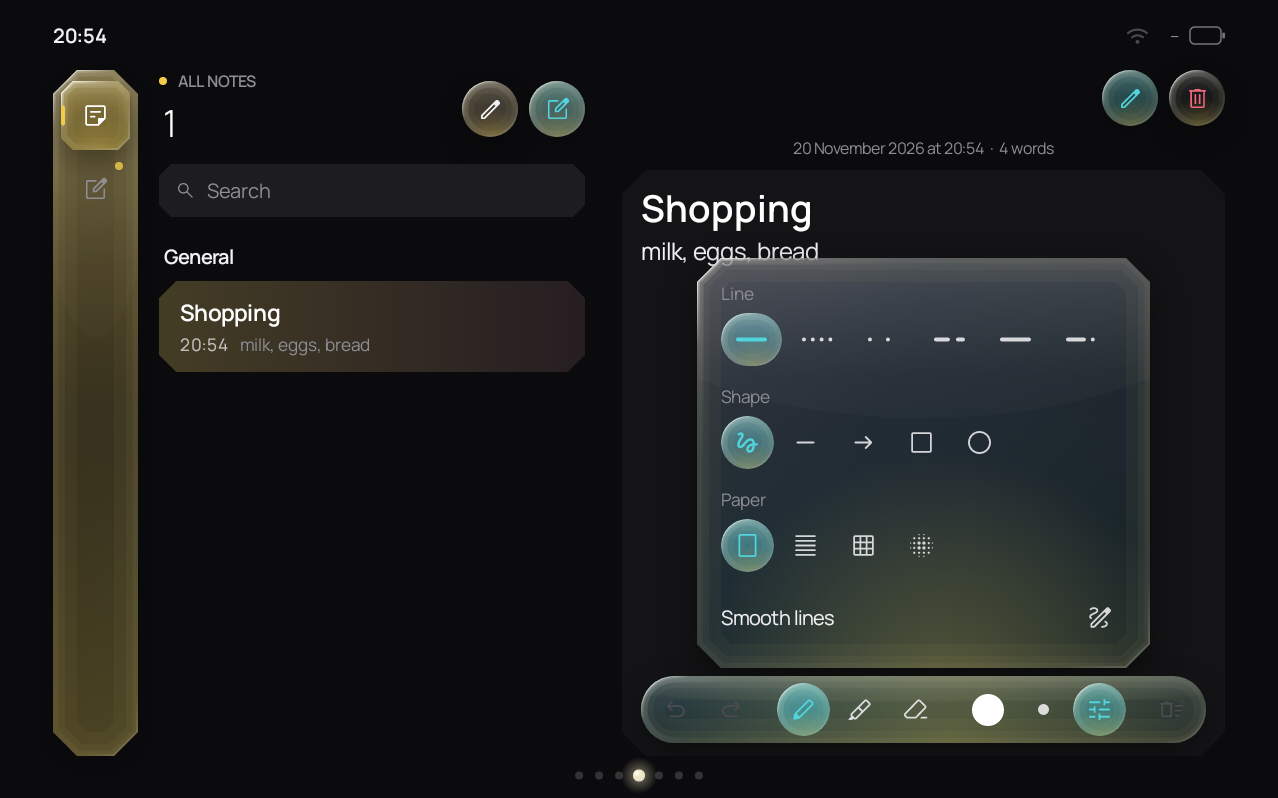 20:54
ALL NOTES
1
Search
General
Shopping
20:54 milk, eggs, bread
20 November 2026 at 20:54 · 4 words
Shopping
milk, eggs, bread
Line
Shape
Paper
Smooth lines